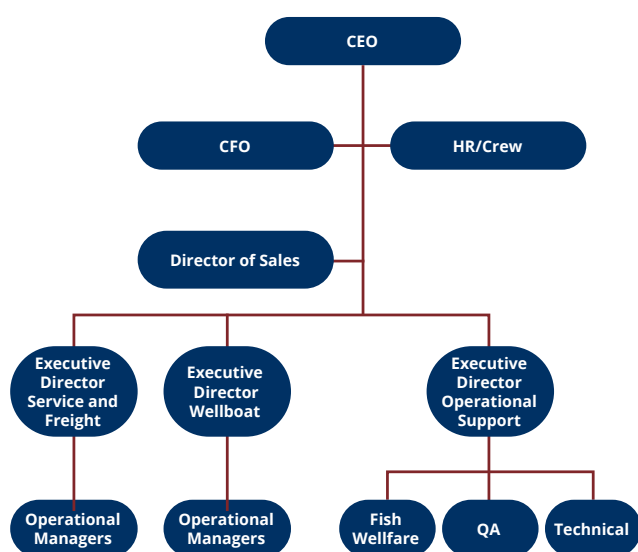 CEO
CFO
HR/Crew
Director of Sales
Executive
Director
Service and
Freight
Executive
Director
Wellboat
Executive
Director
Operational
Support
Operational
Managers
Operational
Managers
Fish
Wellfare
QA
Technical